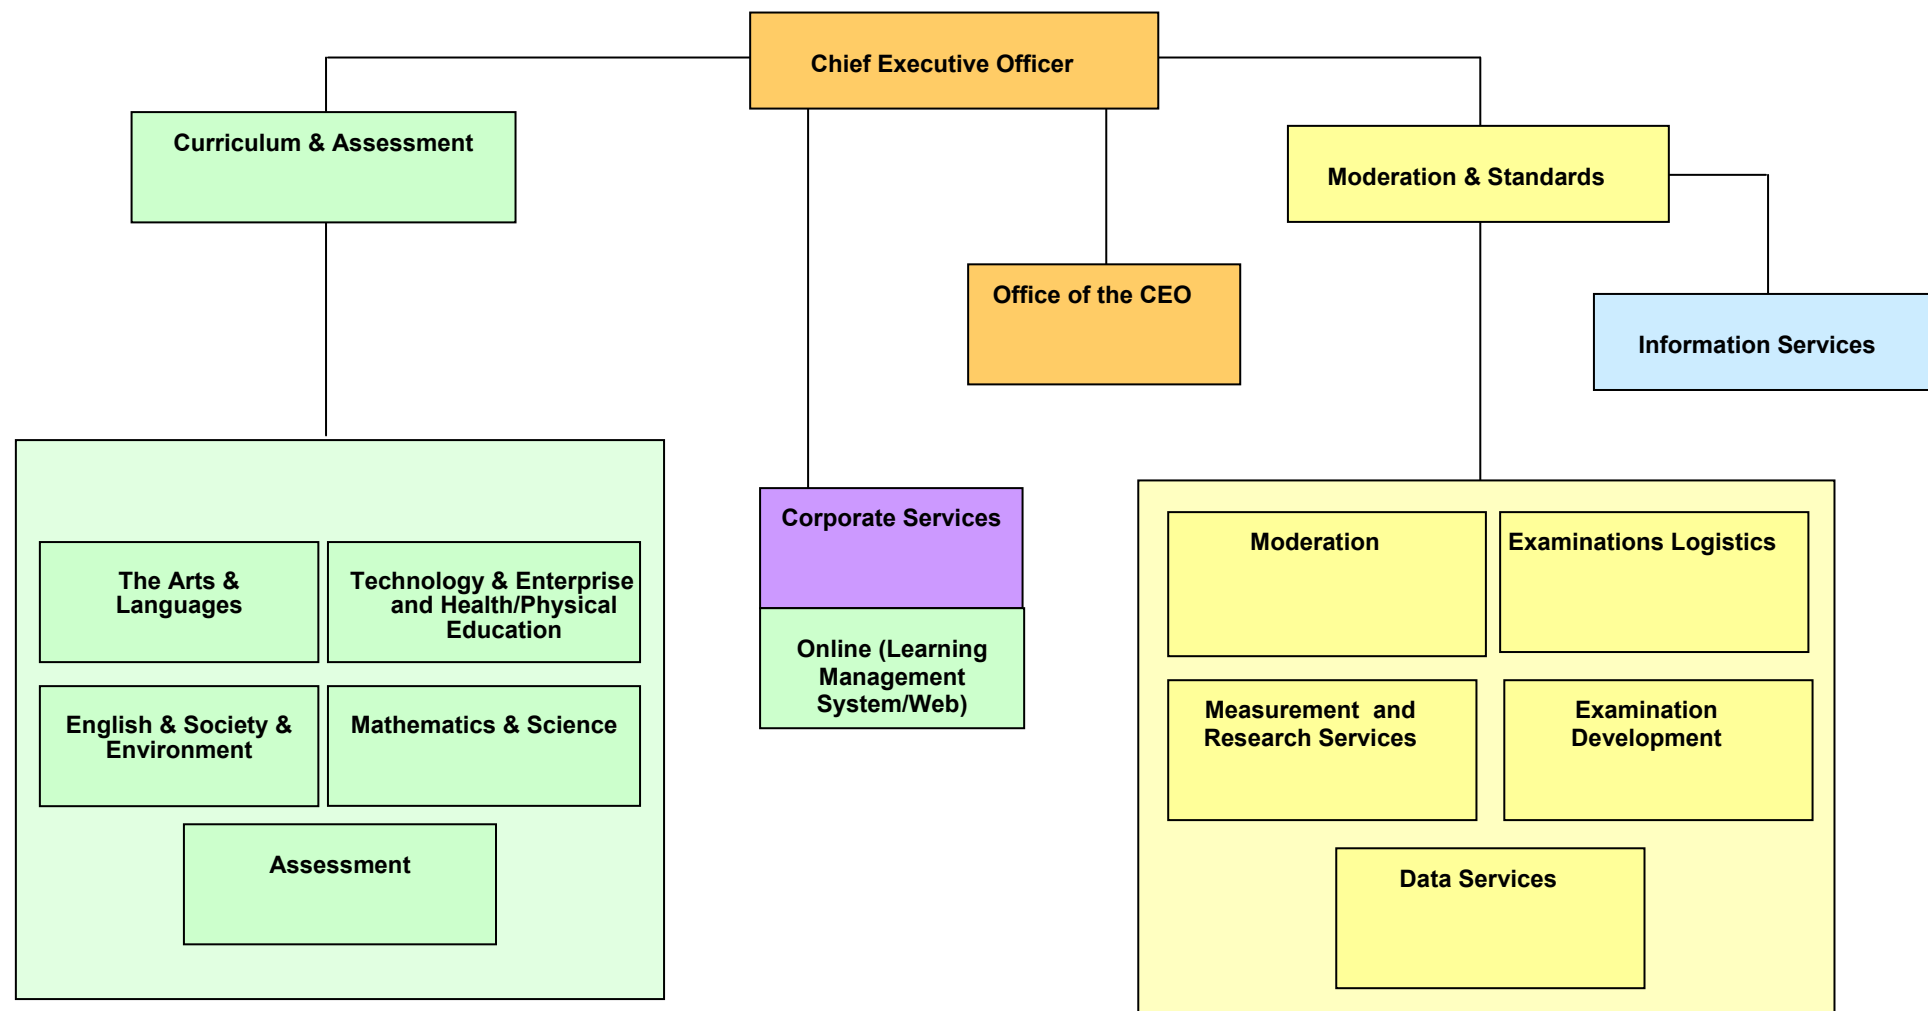 Chief Executive Officer
Curriculum & Assessment
Moderation & Standards
Office of the CEO
Information Services
The Arts &
Languages
Technology & Enterprise
and Health/Physical
Education
English & Society &
Environment
Mathematics & Science
Assessment
Corporate Services
Online (Learning
Management
System/Web)
Moderation
Examinations Logistics
Measurement and
Research Services
Examination
Development
Data Services